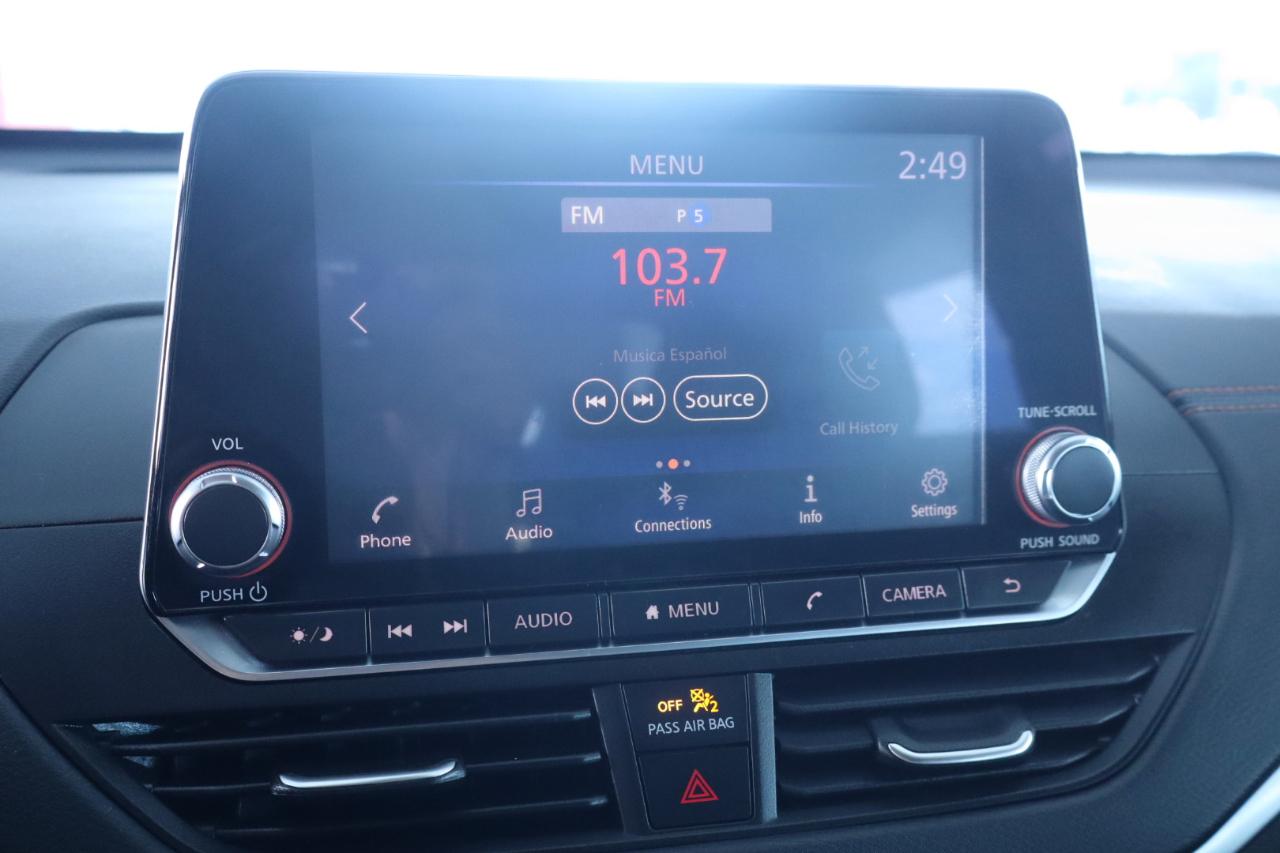 MENU
2:49
FM P 5
103.7
FM
Musica Español
Source
Call History
Phone
Audio
Connections
Info
Settings
VOL
PUSH
TUNE·SCROLL
PUSH SOUND
AUDIO
MENU
CAMERA
OFF 2
PASS AIR BAG